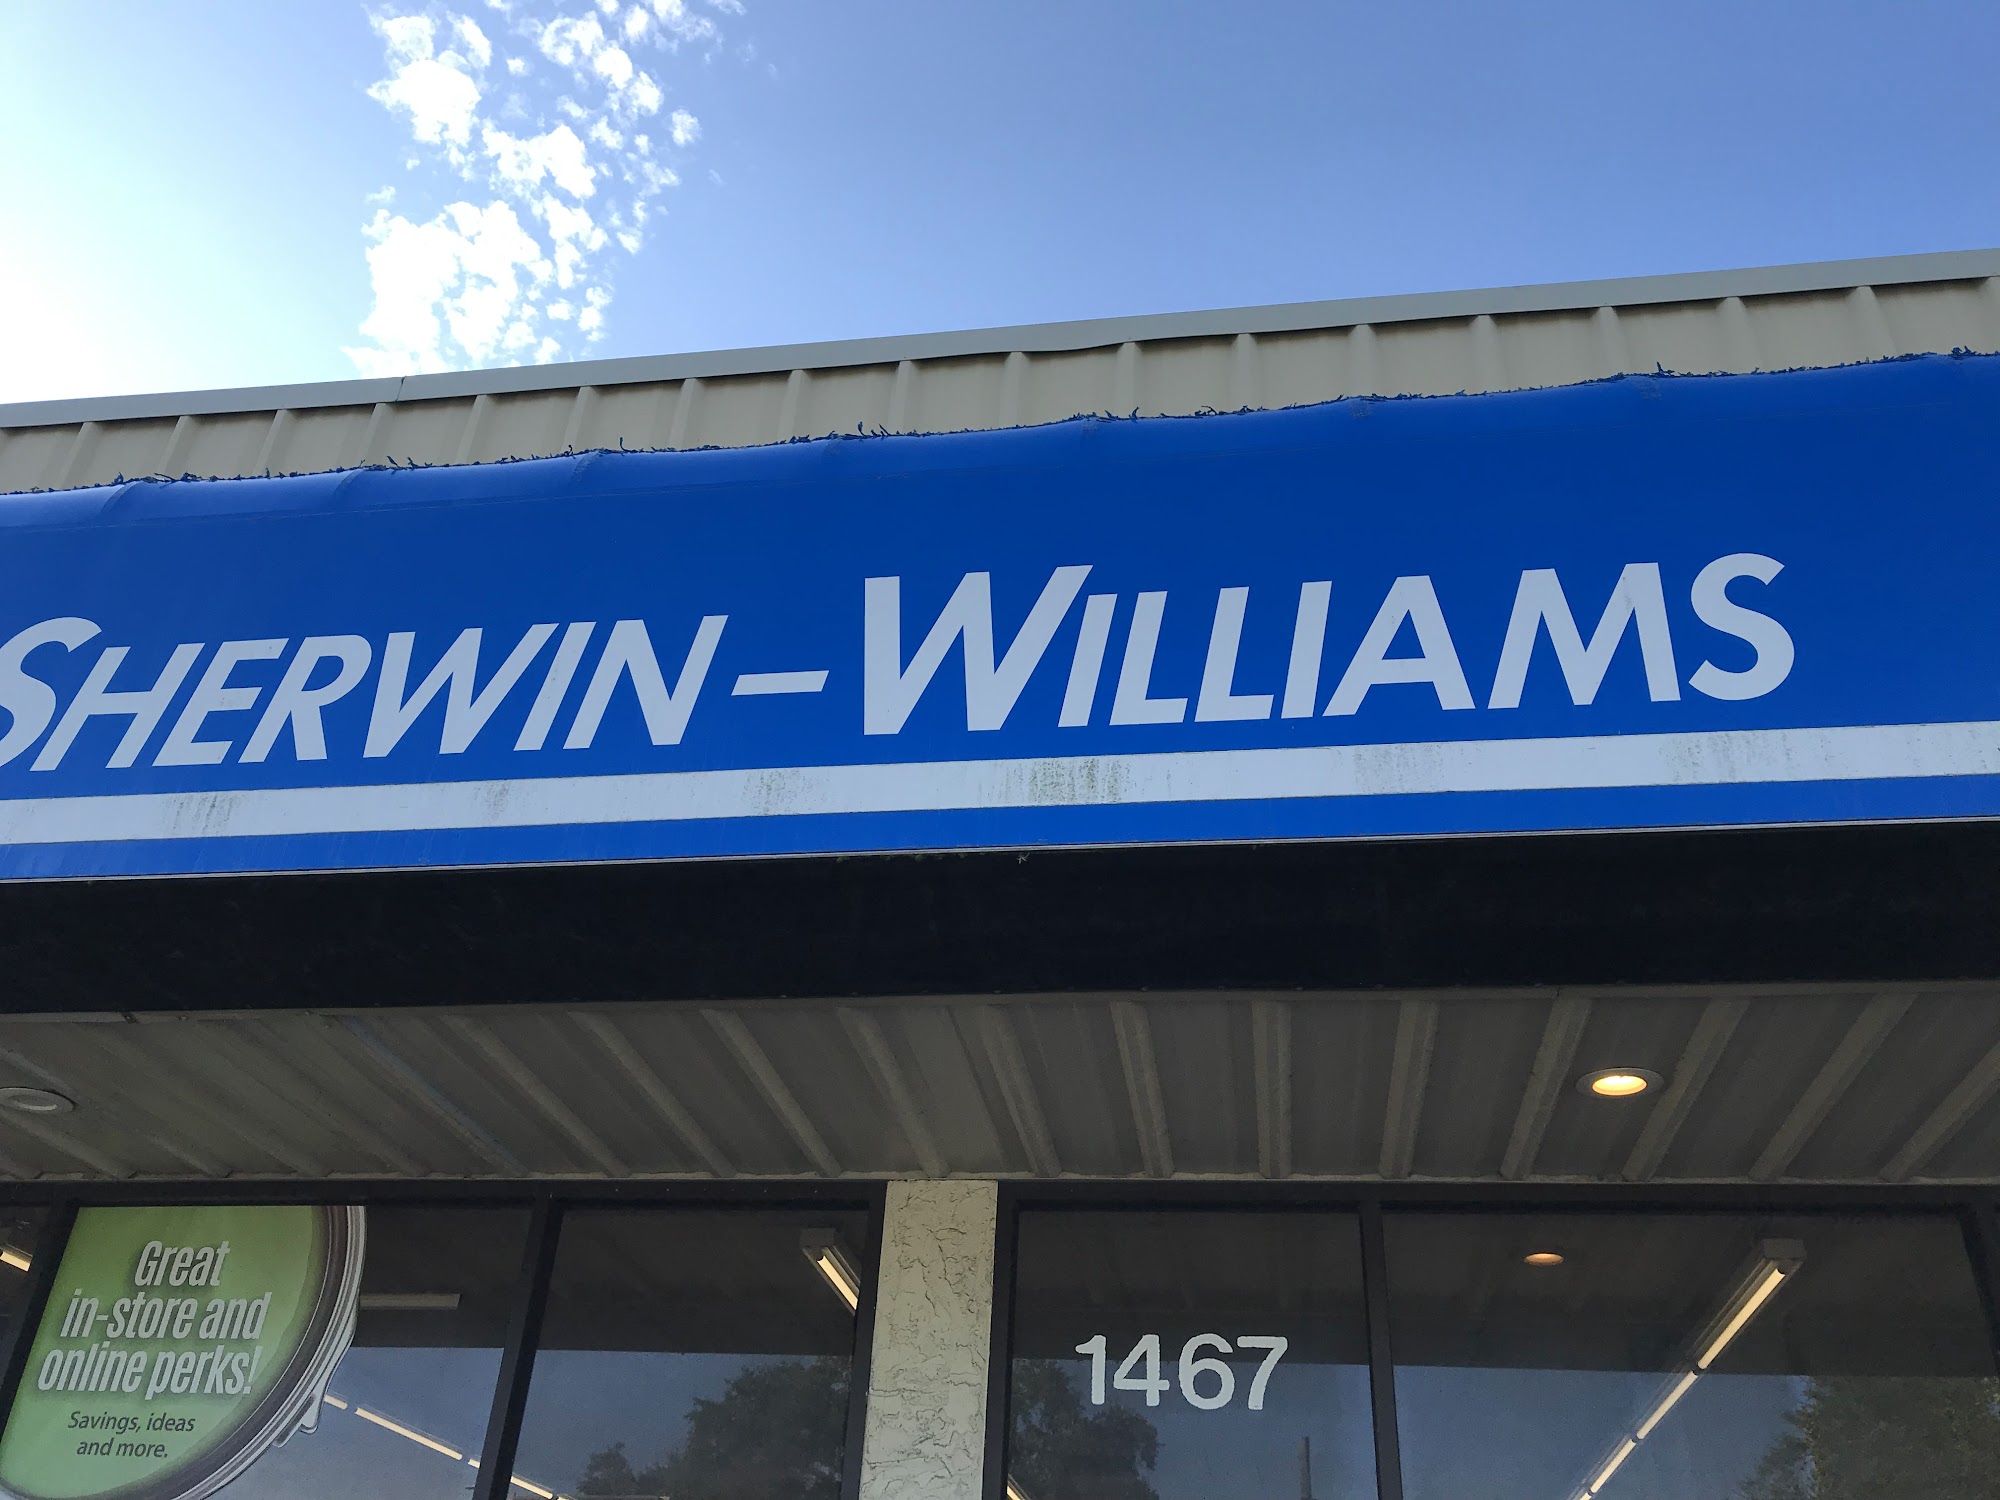 SHERWIN-WILLIAMS
Great
in-store and
online perks!
Savings, ideas
and more.
1467